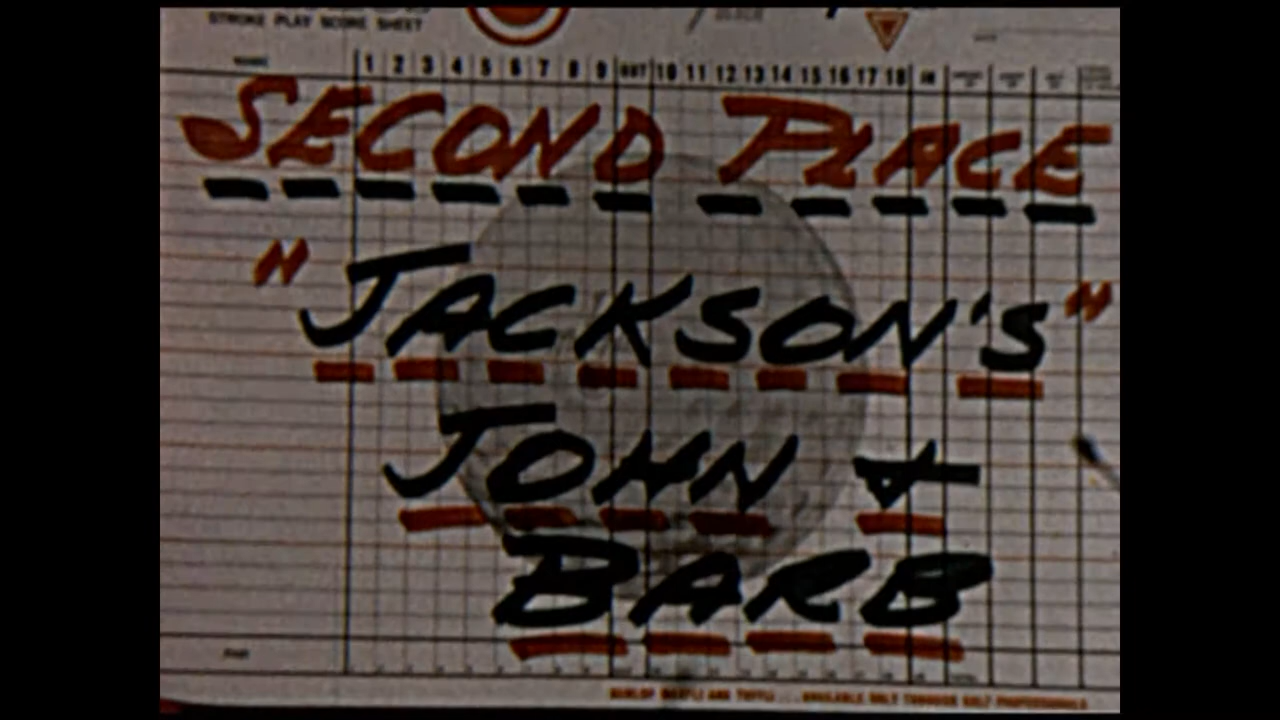 STROKE PLAY SCORE SHEET
NAME 1 2 3 4 5 6 7 8 9 OUT 10 11 12 13 14 15 16 17 18 IN
SECOND PLACE
"JACKSON'S"
JOHN &
BARB